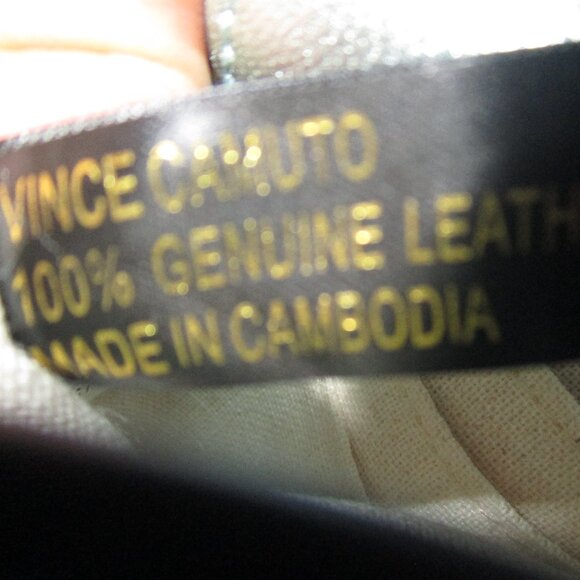 VINCE CAMUTO
100% GENUINE LEATH
MADE IN CAMBODIA